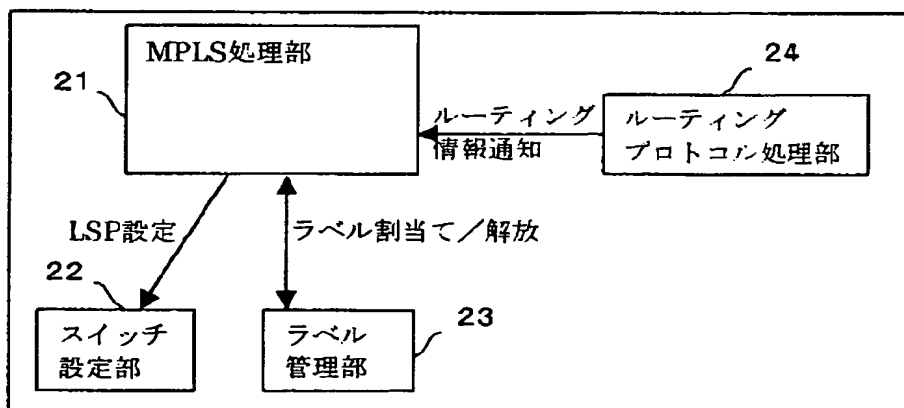 MPLS処理部
21
24
ルーティング
情報通知
ルーティング
プロトコル処理部
LSP設定
ラベル割当て／解放
22
スイッチ
設定部
ラベル
管理部
23